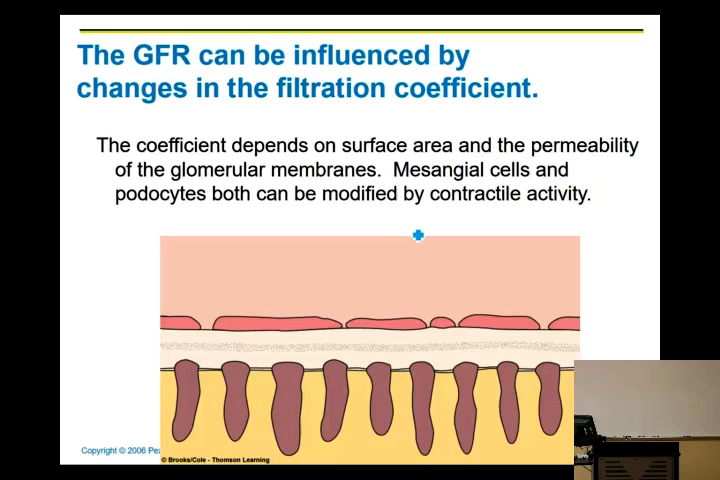 The GFR can be influenced by
changes in the filtration coefficient.
The coefficient depends on surface area and the permeability
of the glomerular membranes. Mesangial cells and
podocytes both can be modified by contractile activity.
Copyright © 2006
© Brooks/Cole - Thomson Learning